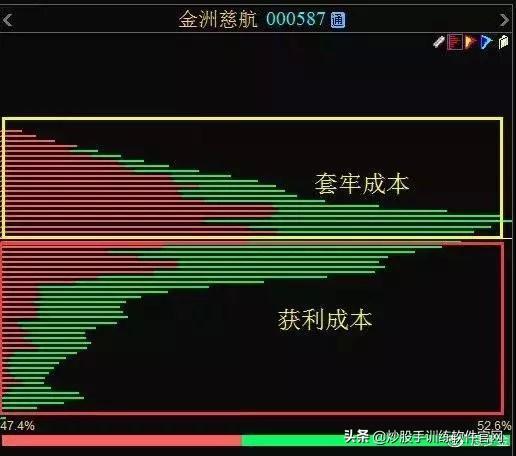 金洲慈航 000587 通
套牢成本
获利成本
47.4% 52.6%
头条 @炒股手训练软件官网